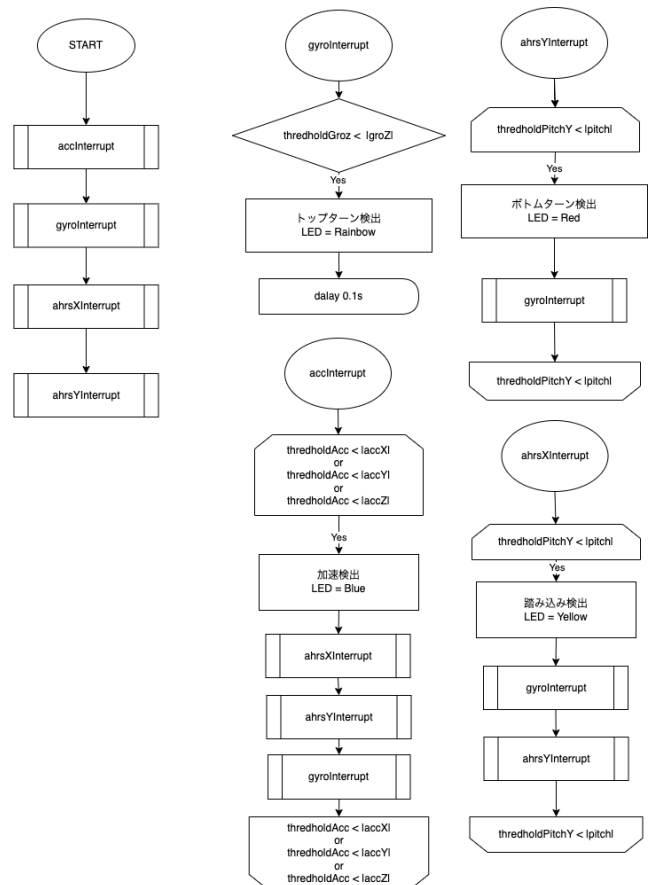 START
accInterrupt
gyroInterrupt
ahrsXInterrupt
ahrsYInterrupt
gyroInterrupt
thredholdGroz < |groZ|
Yes
トップターン検出
LED = Rainbow
dalay 0.1s
accInterrupt
thredholdAcc < |accX|
or
thredholdAcc < |accY|
or
thredholdAcc < |accZ|
Yes
加速検出
LED = Blue
ahrsXInterrupt
ahrsYInterrupt
gyroInterrupt
thredholdAcc < |accX|
or
thredholdAcc < |accY|
or
thredholdAcc < |accZ|
ahrsYInterrupt
thredholdPitchY < |pitch|
Yes
ボトムターン検出
LED = Red
gyroInterrupt
thredholdPitchY < |pitch|
ahrsXInterrupt
thredholdPitchY < |pitch|
Yes
踏み込み検出
LED = Yellow
gyroInterrupt
ahrsYInterrupt
thredholdPitchY < |pitch|